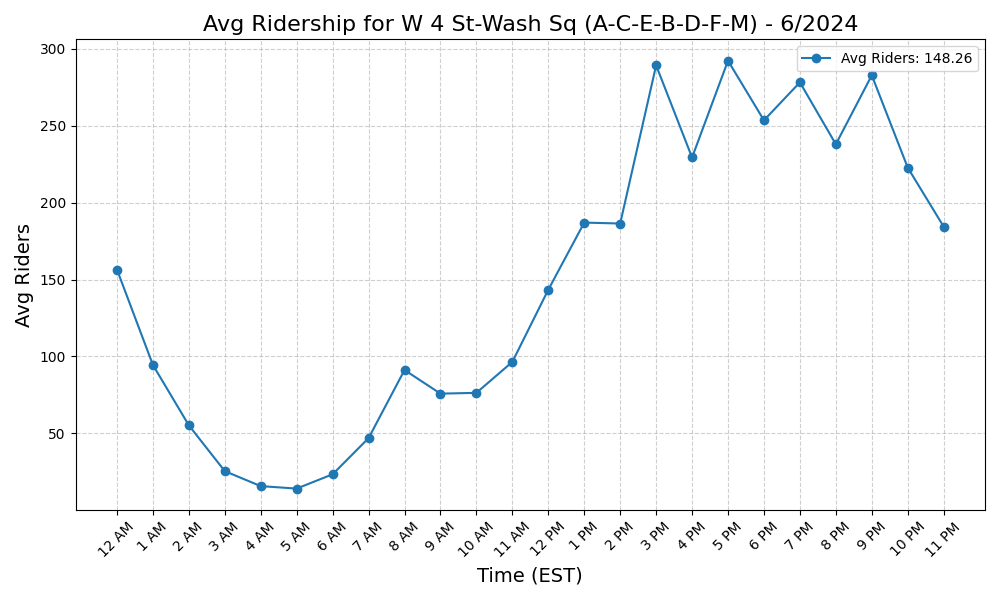 Avg Ridership for W 4 St-Wash Sq (A-C-E-B-D-F-M) - 6/2024
Avg Riders: 148.26
300
250
200
150
100
50
Avg Riders
12 AM
1 AM
2 AM
3 AM
4 AM
5 AM
6 AM
7 AM
8 AM
9 AM
10 AM
11 AM
12 PM
1 PM
2 PM
3 PM
4 PM
5 PM
6 PM
7 PM
8 PM
9 PM
10 PM
11 PM
Time (EST)